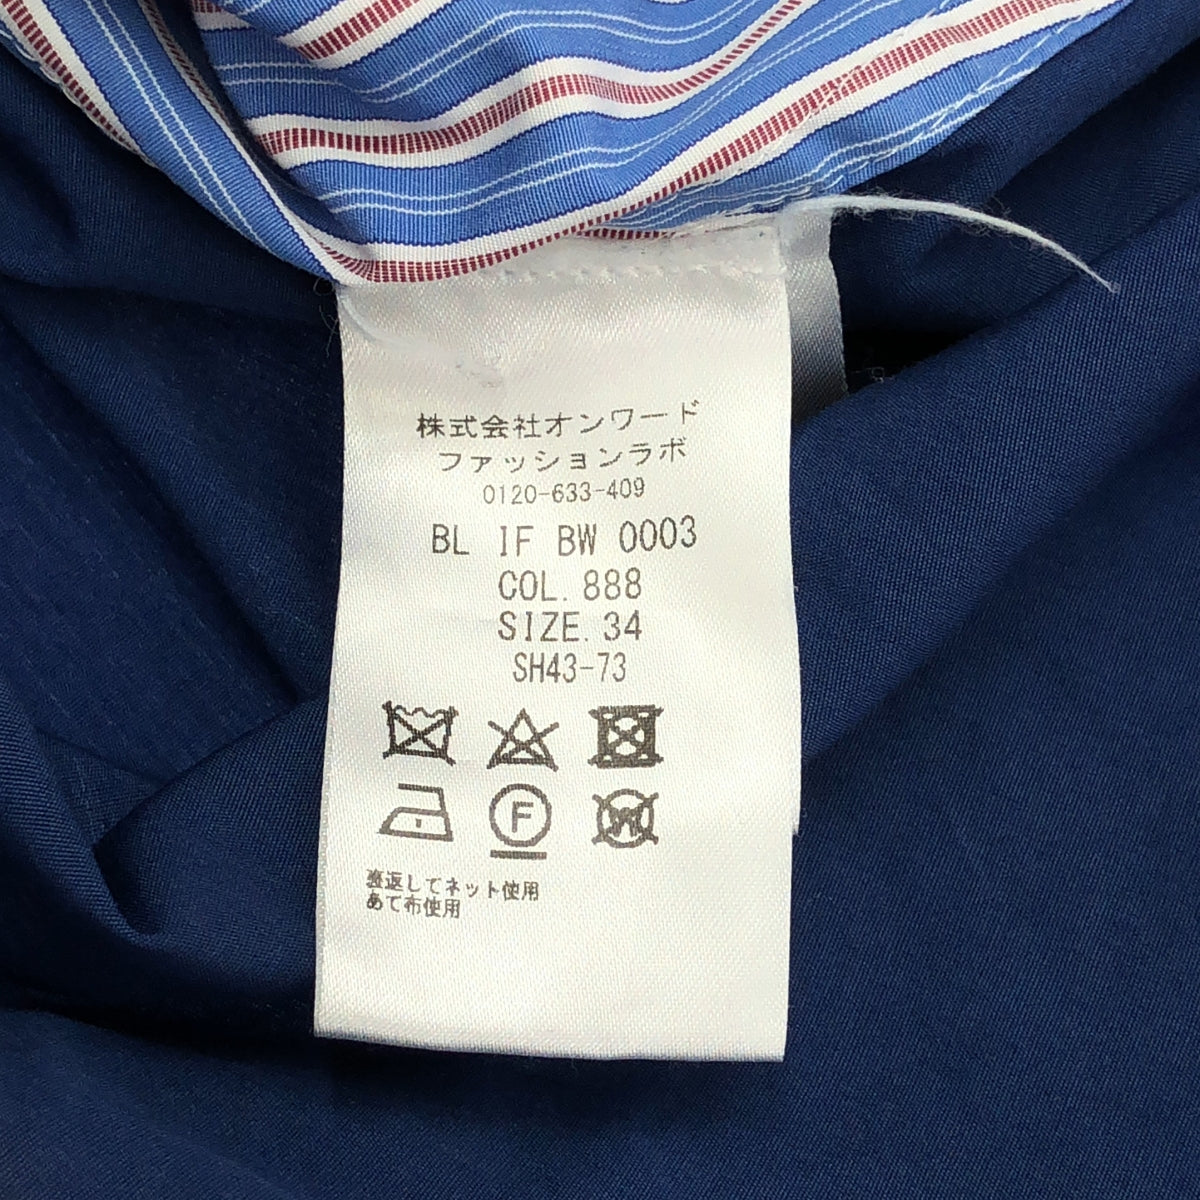 株式会社オンワード
ファッションラボ
0120-633-409
BL IF BW 0003
COL. 888
SIZE. 34
SH43-73
F
W
裏返してネット使用
あて布使用